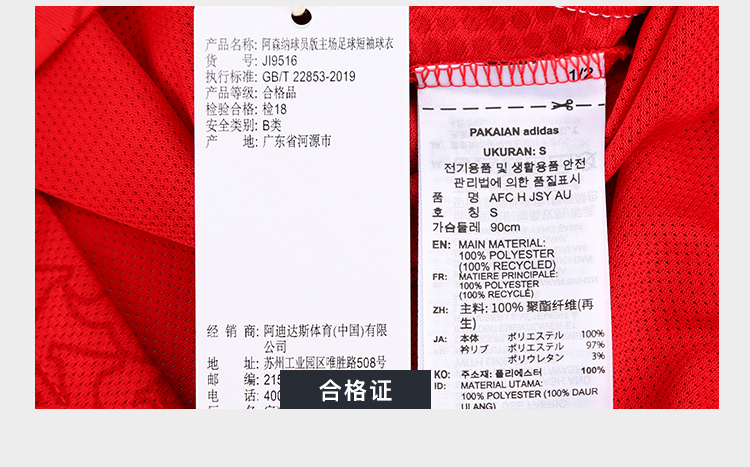 产品名称: 阿森纳球员版主场足球短袖球衣
货 号: JI9516
执行标准: GB/T 22853-2019
产品等级: 合格品
检验合格: 检18
安全类别: B类
产 地: 广东省河源市
经 销 商: 阿迪达斯体育(中国)有限
公司
地 址: 苏州工业园区唯胜路508号
邮 编: 215
电 话: 400
合格证
1/2
PAKAIAN adidas
UKURAN: S
전기용품 및 생활용품 안전
관리법에 의한 품질표시
품 명 AFC H JSY AU
호 칭 S
가슴둘레 90cm
EN: MAIN MATERIAL:
100% POLYESTER
(100% RECYCLED)
FR: MATIERE PRINCIPALE:
100% POLYESTER
(100% RECYCLÉ)
ZH: 主料: 100% 聚酯纤维(再
生)
JA: 本体 ポリエステル 100%
衿リブ ポリエステル 97%
ポリウレタン 3%
KO: 주소재: 폴리에스터 100%
ID: MATERIAL UTAMA:
100% POLYESTER (100% DAUR
ULANG)